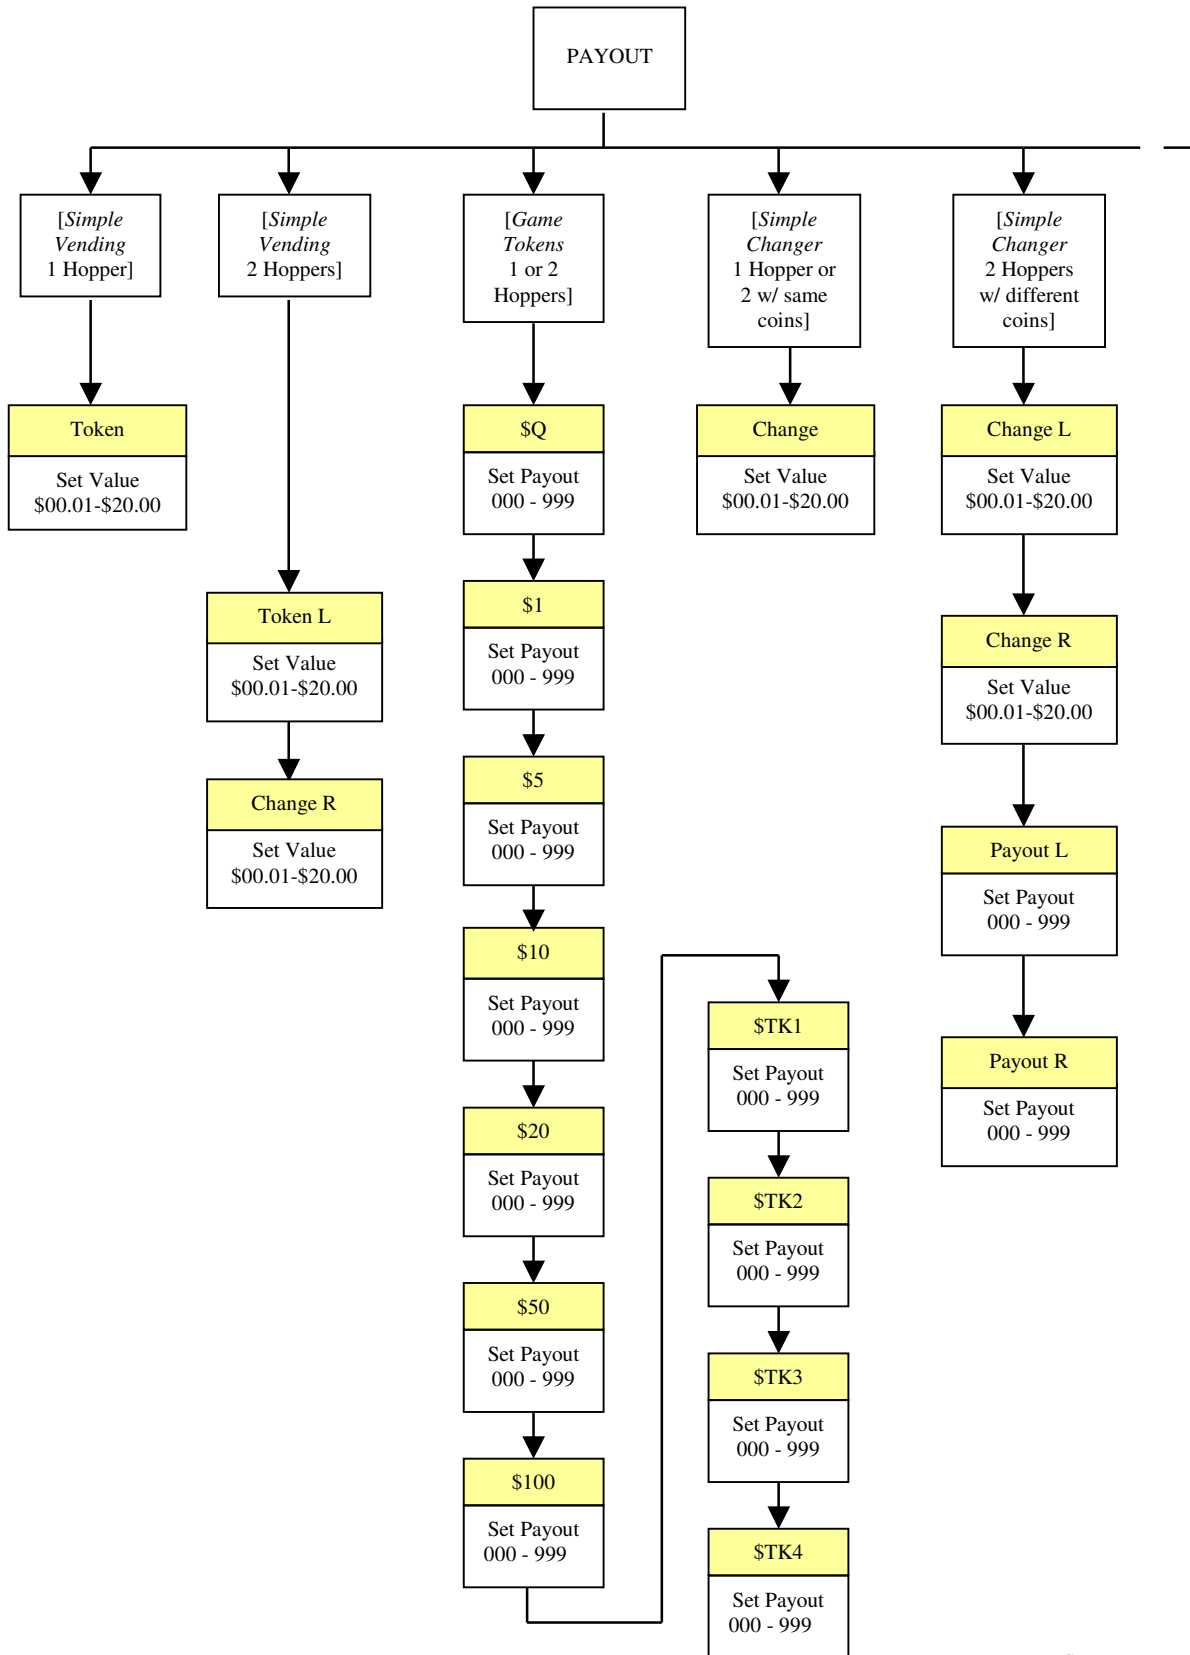 PAYOUT
[Simple
Vending
1 Hopper]
[Simple
Vending
2 Hoppers]
[Game
Tokens
1 or 2
Hoppers]
[Simple
Changer
1 Hopper or
2 w/ same
coins]
[Simple
Changer
2 Hoppers
w/ different
coins]
Token
Set Value
$00.01-$20.00
Token L
Set Value
$00.01-$20.00
Change R
Set Value
$00.01-$20.00
$Q
Set Payout
000 - 999
$1
Set Payout
000 - 999
$5
Set Payout
000 - 999
$10
Set Payout
000 - 999
$20
Set Payout
000 - 999
$50
Set Payout
000 - 999
$100
Set Payout
000 - 999
$TK1
Set Payout
000 - 999
$TK2
Set Payout
000 - 999
$TK3
Set Payout
000 - 999
$TK4
Set Payout
000 - 999
Change
Set Value
$00.01-$20.00
Change L
Set Value
$00.01-$20.00
Change R
Set Value
$00.01-$20.00
Payout L
Set Payout
000 - 999
Payout R
Set Payout
000 - 999